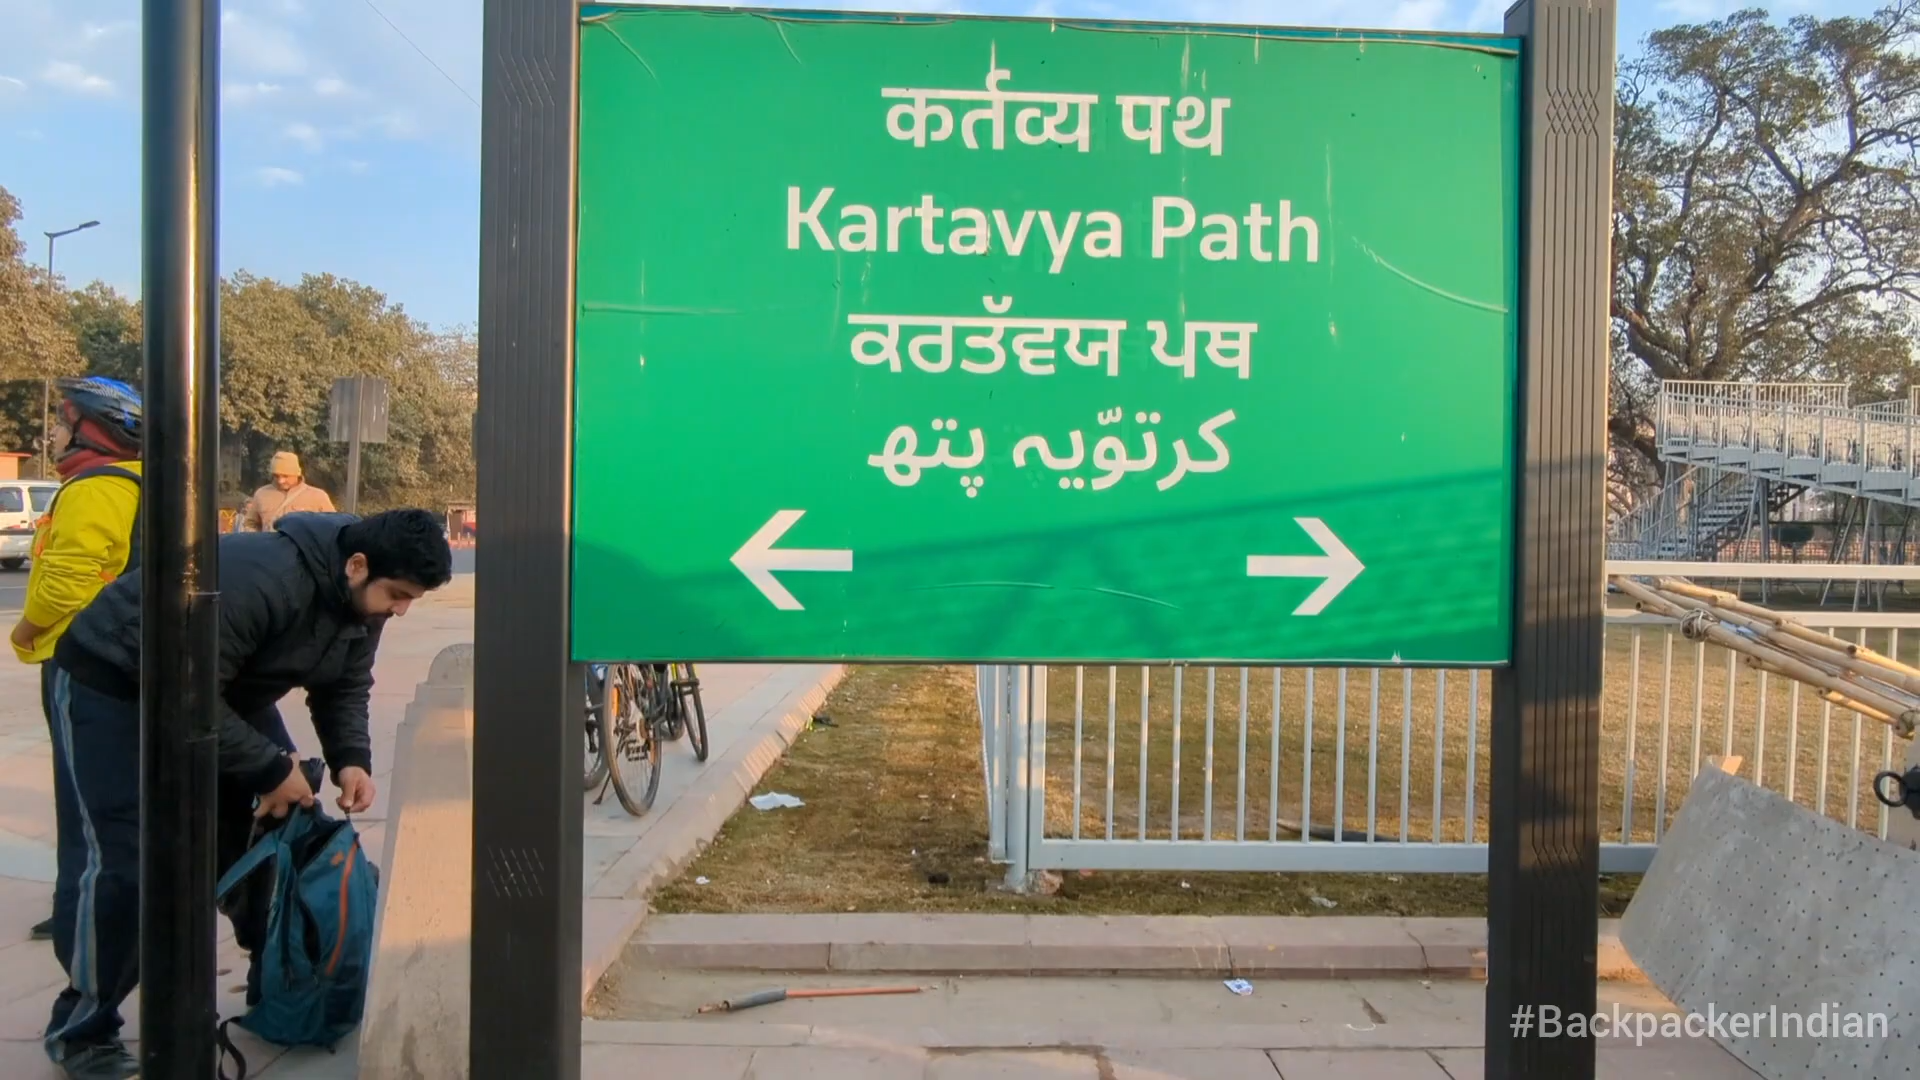 कर्तव्य पथ
Kartavya Path
ਕਰਤੱਵਯ ਪਥ
کرتوّیہ پتھ
#BackpackerIndian